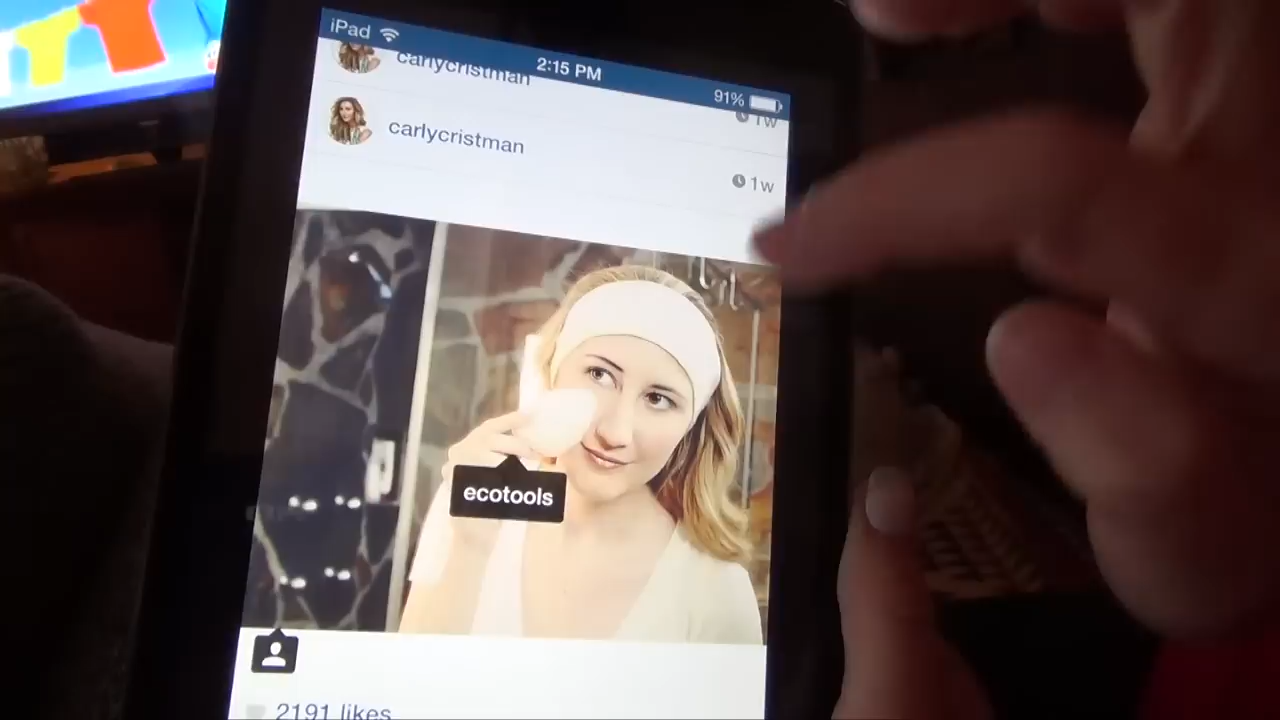 iPad
2:15 PM
91%
carlycristman
1w
carlycristman
1w
ecotools
2191 likes